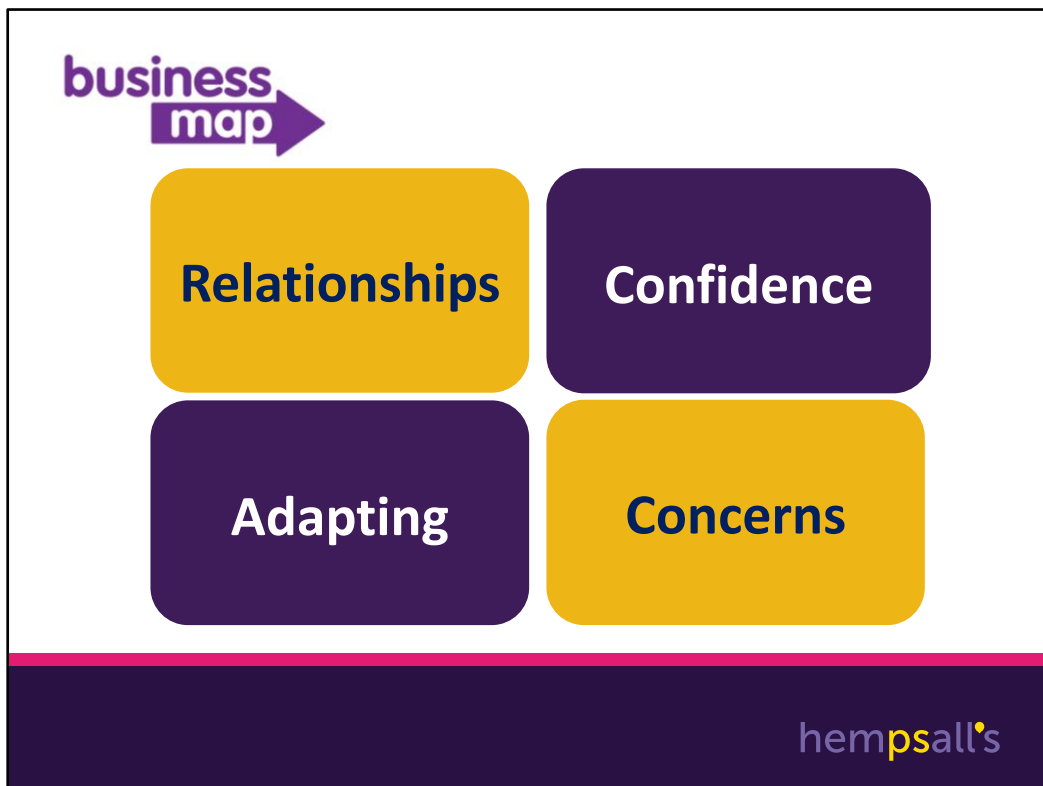 business
map
Relationships
Confidence
Adapting
Concerns
hempsall's